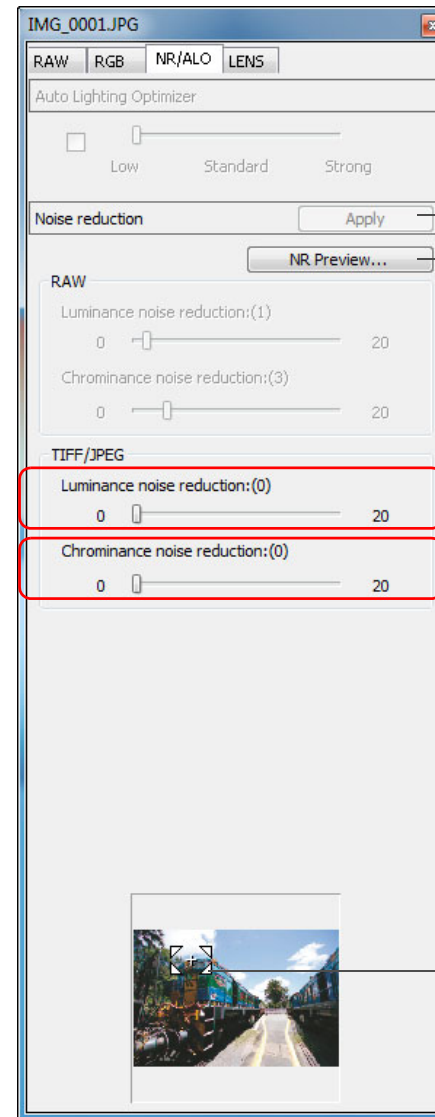 IMG_0001.JPG
RAW RGB NR/ALO LENS
Auto Lighting Optimizer
Low Standard Strong
Noise reduction Apply
NR Preview...
RAW
Luminance noise reduction:(1)
0 20
Chrominance noise reduction:(3)
0 20
TIFF/JPEG
Luminance noise reduction:(0)
0 20
Chrominance noise reduction:(0)
0 20